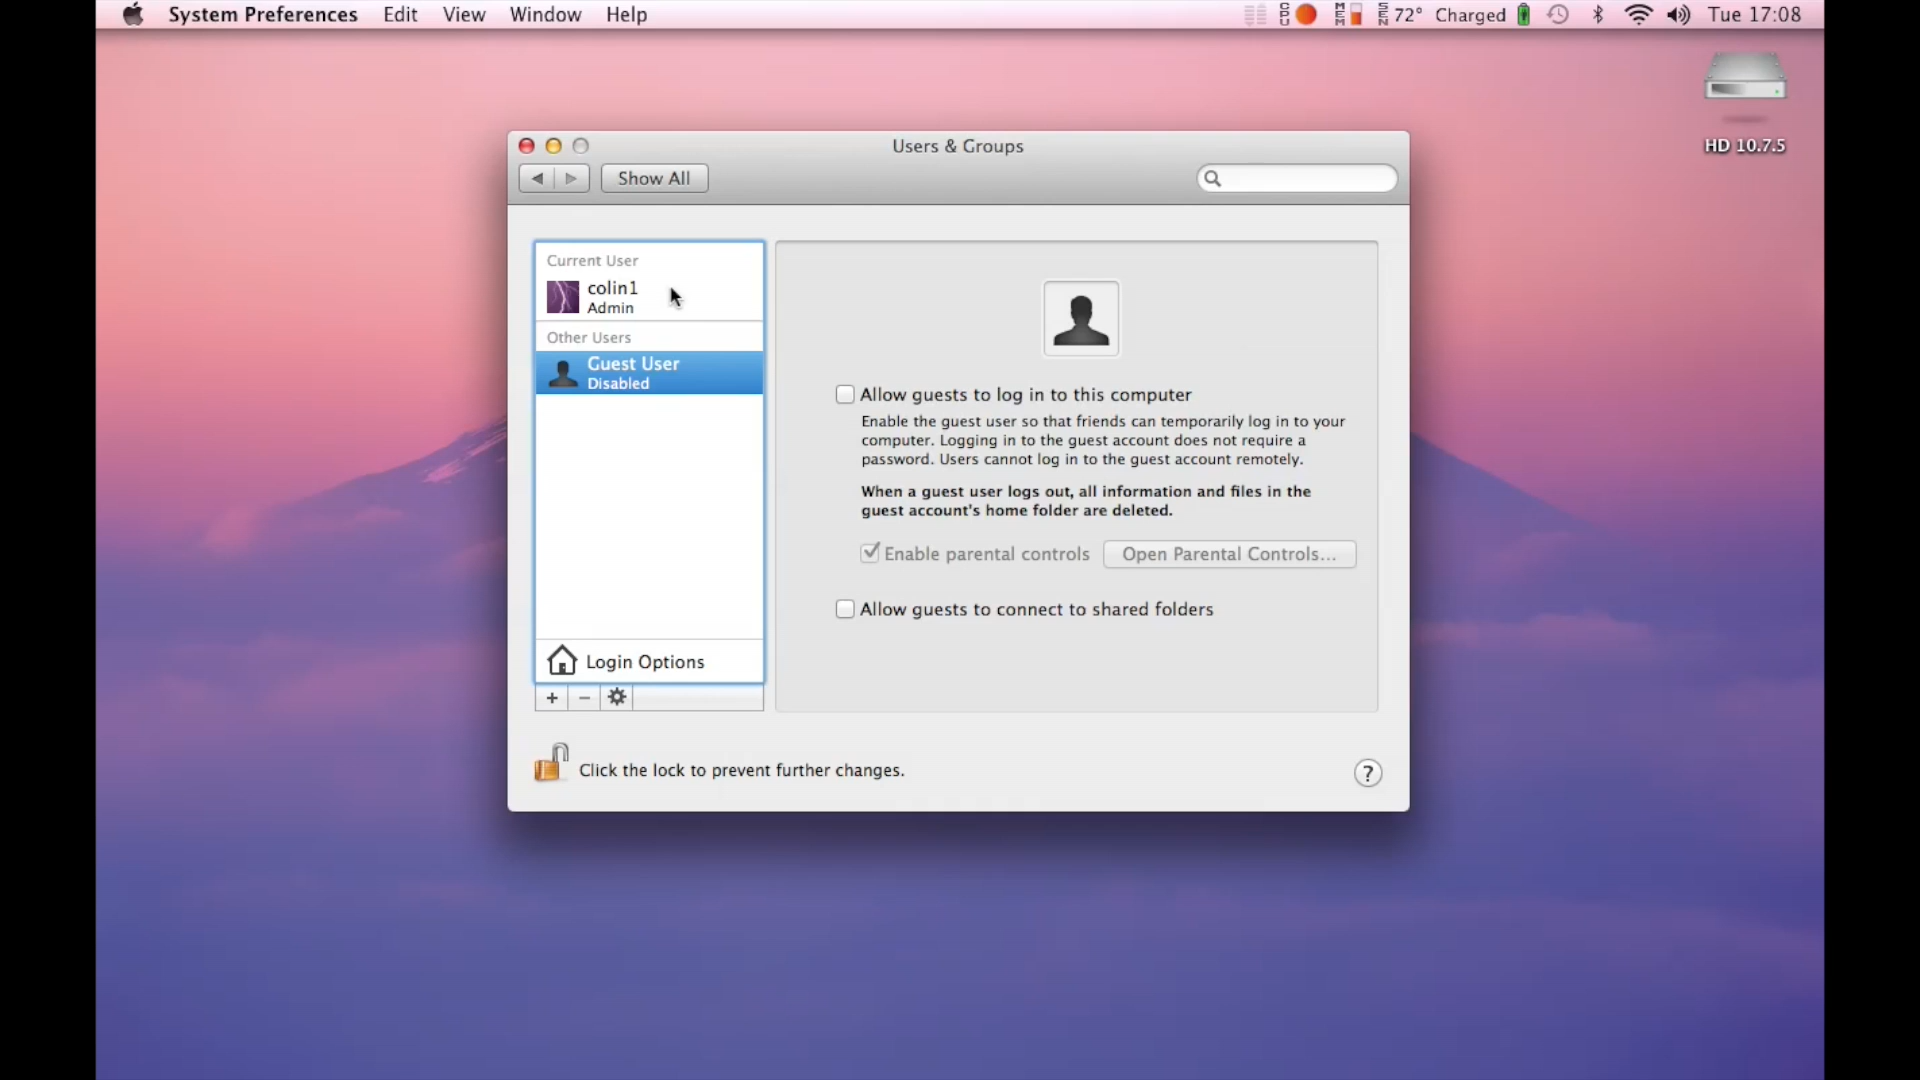 System Preferences Edit View Window Help CPU MEM SEN 72° Charged Tue 17:08
HD 10.7.5
Users & Groups
Show All
Current User
colin1
Admin
Other Users
Guest User
Disabled
Login Options
Allow guests to log in to this computer
Enable the guest user so that friends can temporarily log in to your
computer. Logging in to the guest account does not require a
password. Users cannot log in to the guest account remotely.
When a guest user logs out, all information and files in the
guest account's home folder are deleted.
Enable parental controls Open Parental Controls...
Allow guests to connect to shared folders
Click the lock to prevent further changes.
?